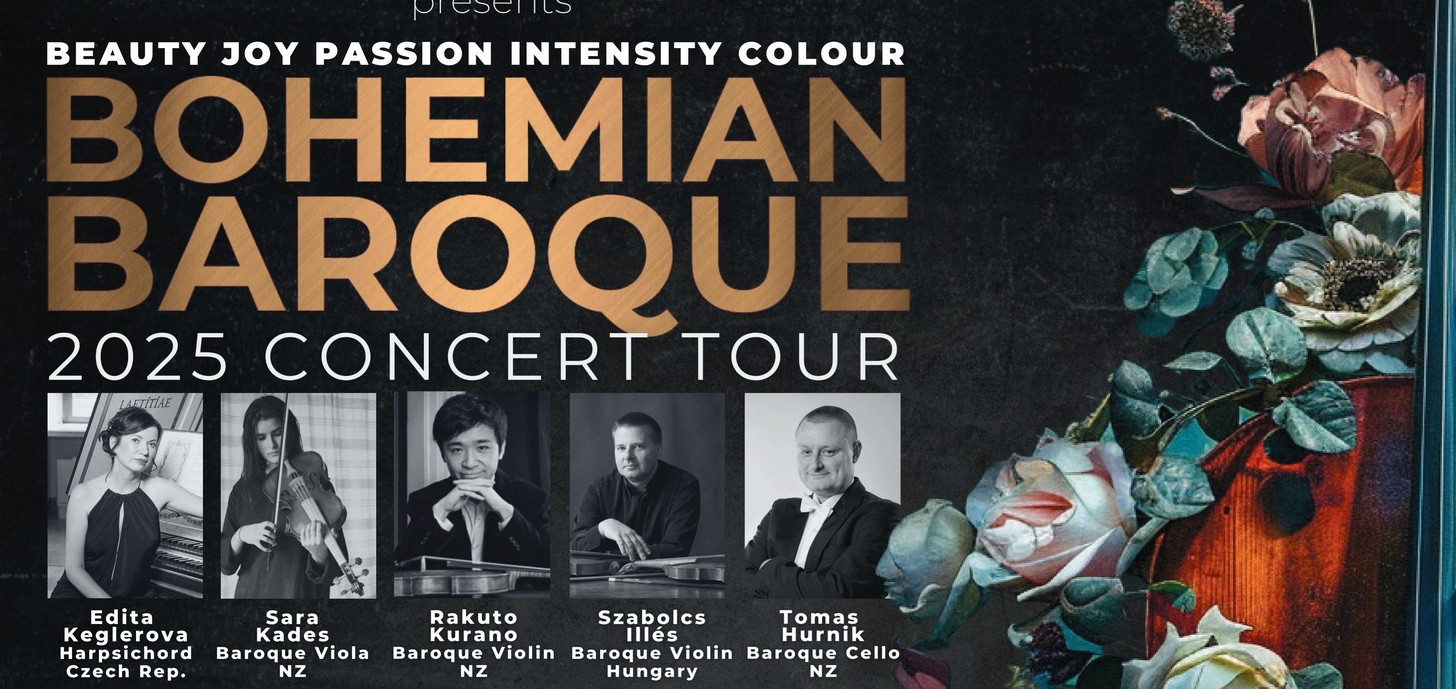 presents
BEAUTY JOY PASSION INTENSITY COLOUR
BOHEMIAN
BAROQUE
2025 CONCERT TOUR
LAETITIAE
Edita
Keglerova
Harpsichord
Czech Rep.
Sara
Kades
Baroque Viola
NZ
Rakuto
Kurano
Baroque Violin
NZ
Szabolcs
Illés
Baroque Violin
Hungary
Tomas
Hurnik
Baroque Cello
NZ